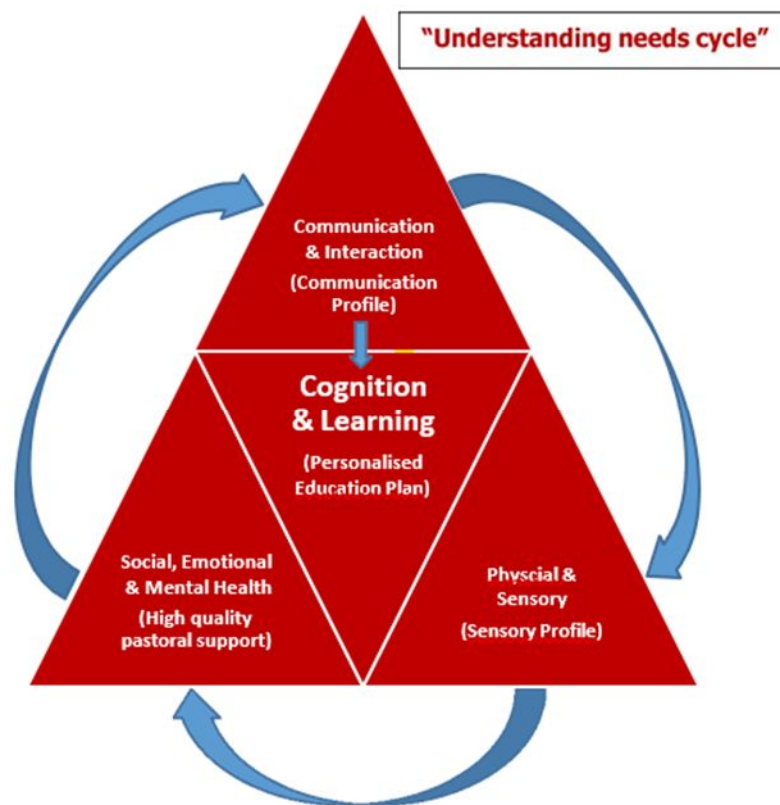 “Understanding needs cycle”
Communication
& Interaction
(Communication
Profile)
Cognition
& Learning
(Personalised
Education Plan)
Social, Emotional
& Mental Health
(High quality
pastoral support)
Physcial &
Sensory
(Sensory Profile)